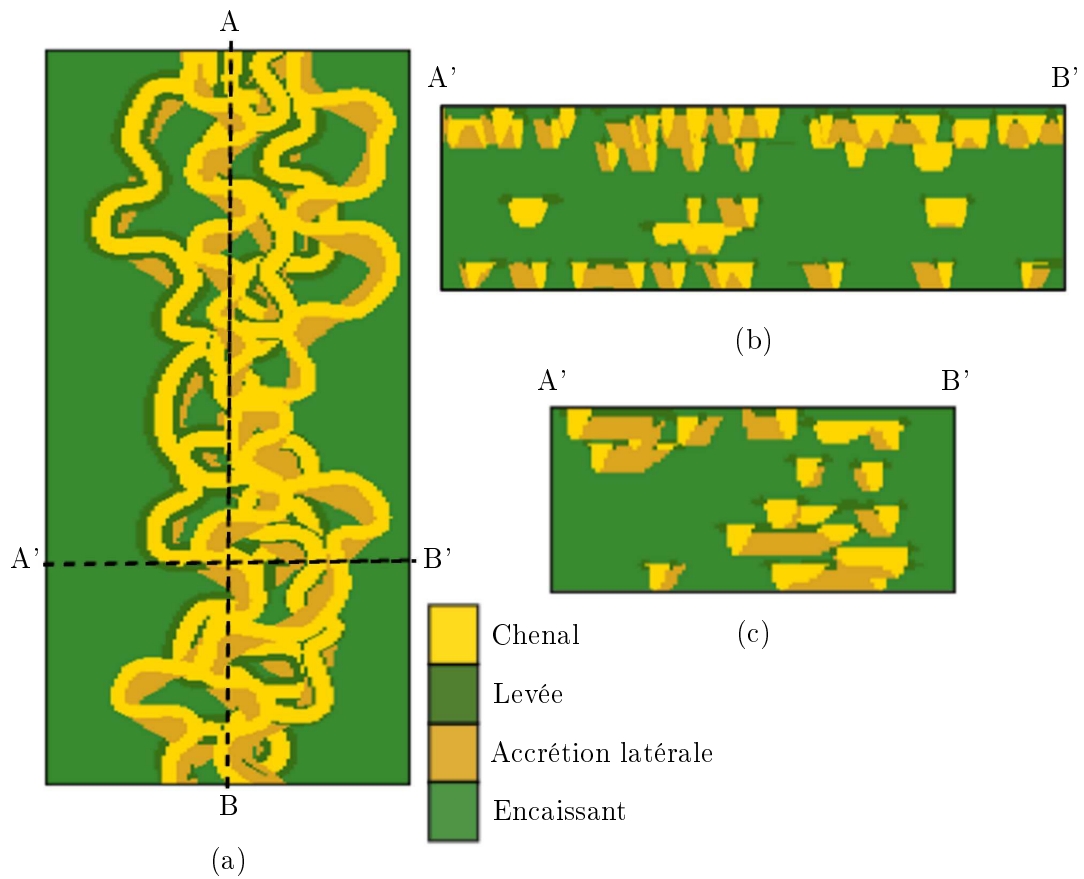 A
A'
B'
A'
B'
B
(a)
A'
B'
(b)
A'
B'
(c)
Chenal
Levée
Accrétion latérale
Encaissant